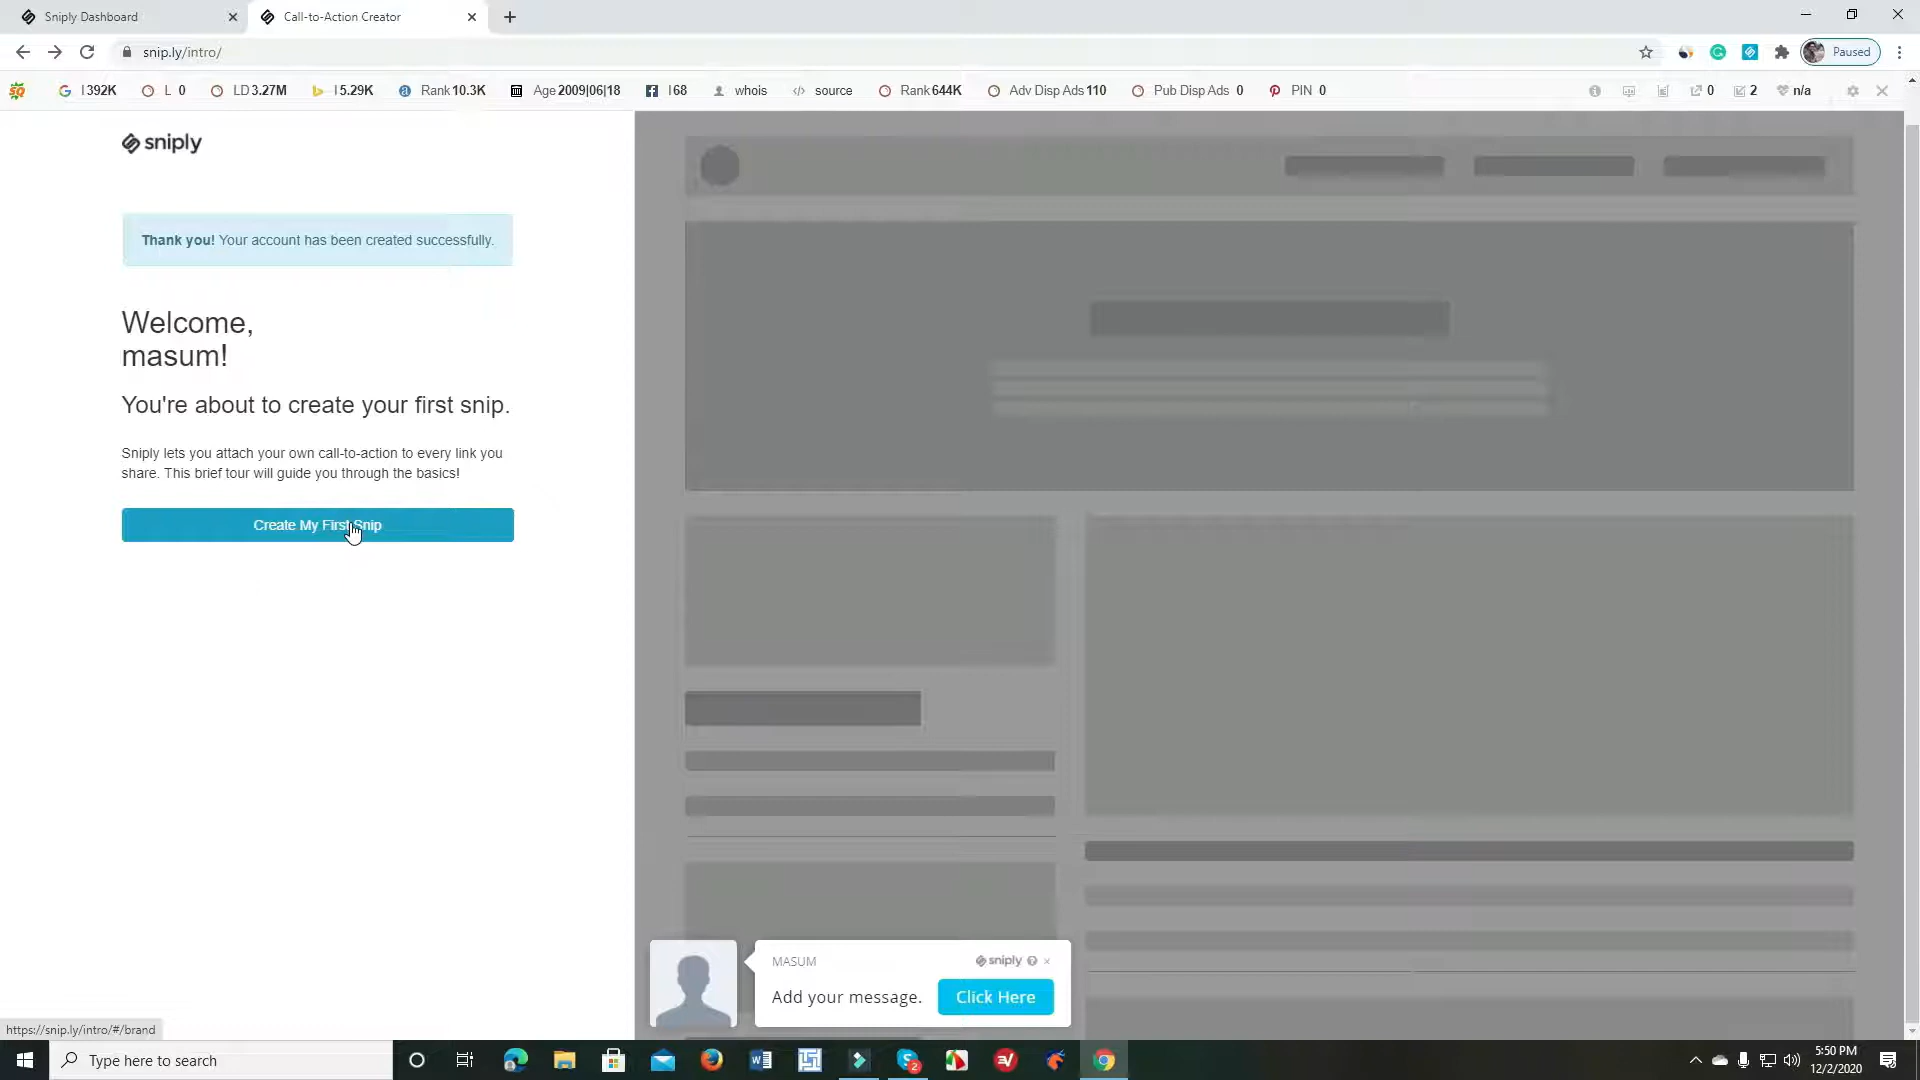 Sniply Dashboard
Call-to-Action Creator
snip.ly/intro/
Paused
I 392K L 0 LD 3.27M I 5.29K Rank 10.3K Age 2009|06|18 I 68 whois source Rank 644K Adv Disp Ads 110 Pub Disp Ads 0 PIN 0 0 2 n/a
sniply
Thank you! Your account has been created successfully.
Welcome,
masum!
You're about to create your first snip.
Sniply lets you attach your own call-to-action to every link you
share. This brief tour will guide you through the basics!
Create My First Snip
MASUM
sniply
Add your message.
Click Here
https://snip.ly/intro/#/brand
Type here to search
5:50 PM
12/2/2020